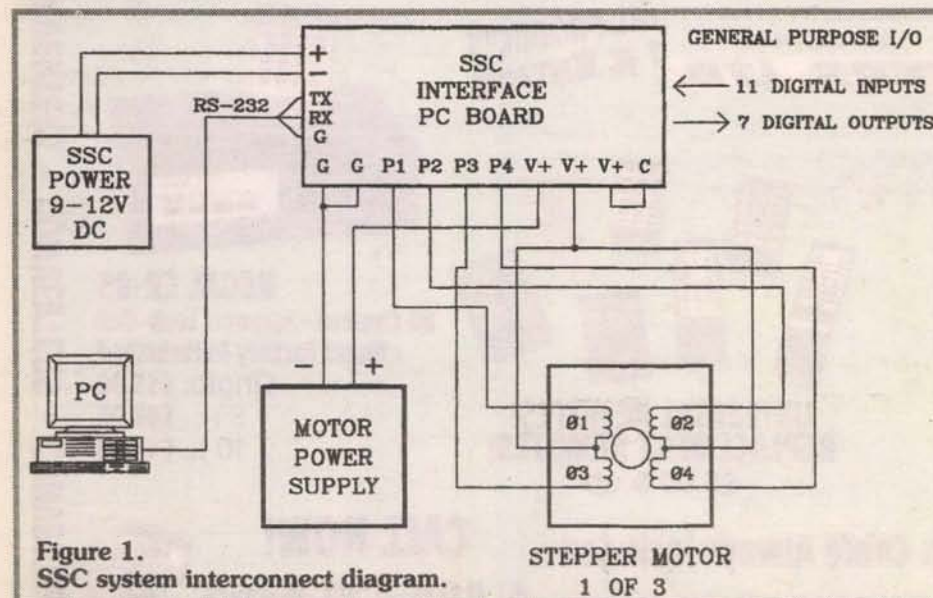 GENERAL PURPOSE I/O
+
−
TX
RX
G
SSC
INTERFACE
PC BOARD
11 DIGITAL INPUTS
7 DIGITAL OUTPUTS
RS-232
G G P1 P2 P3 P4 V+ V+ V+ C
SSC
POWER
9-12V
DC
PC
− +
MOTOR
POWER
SUPPLY
Ø1 Ø2
Ø3 Ø4
STEPPER MOTOR
1 OF 3
Figure 1.
SSC system interconnect diagram.